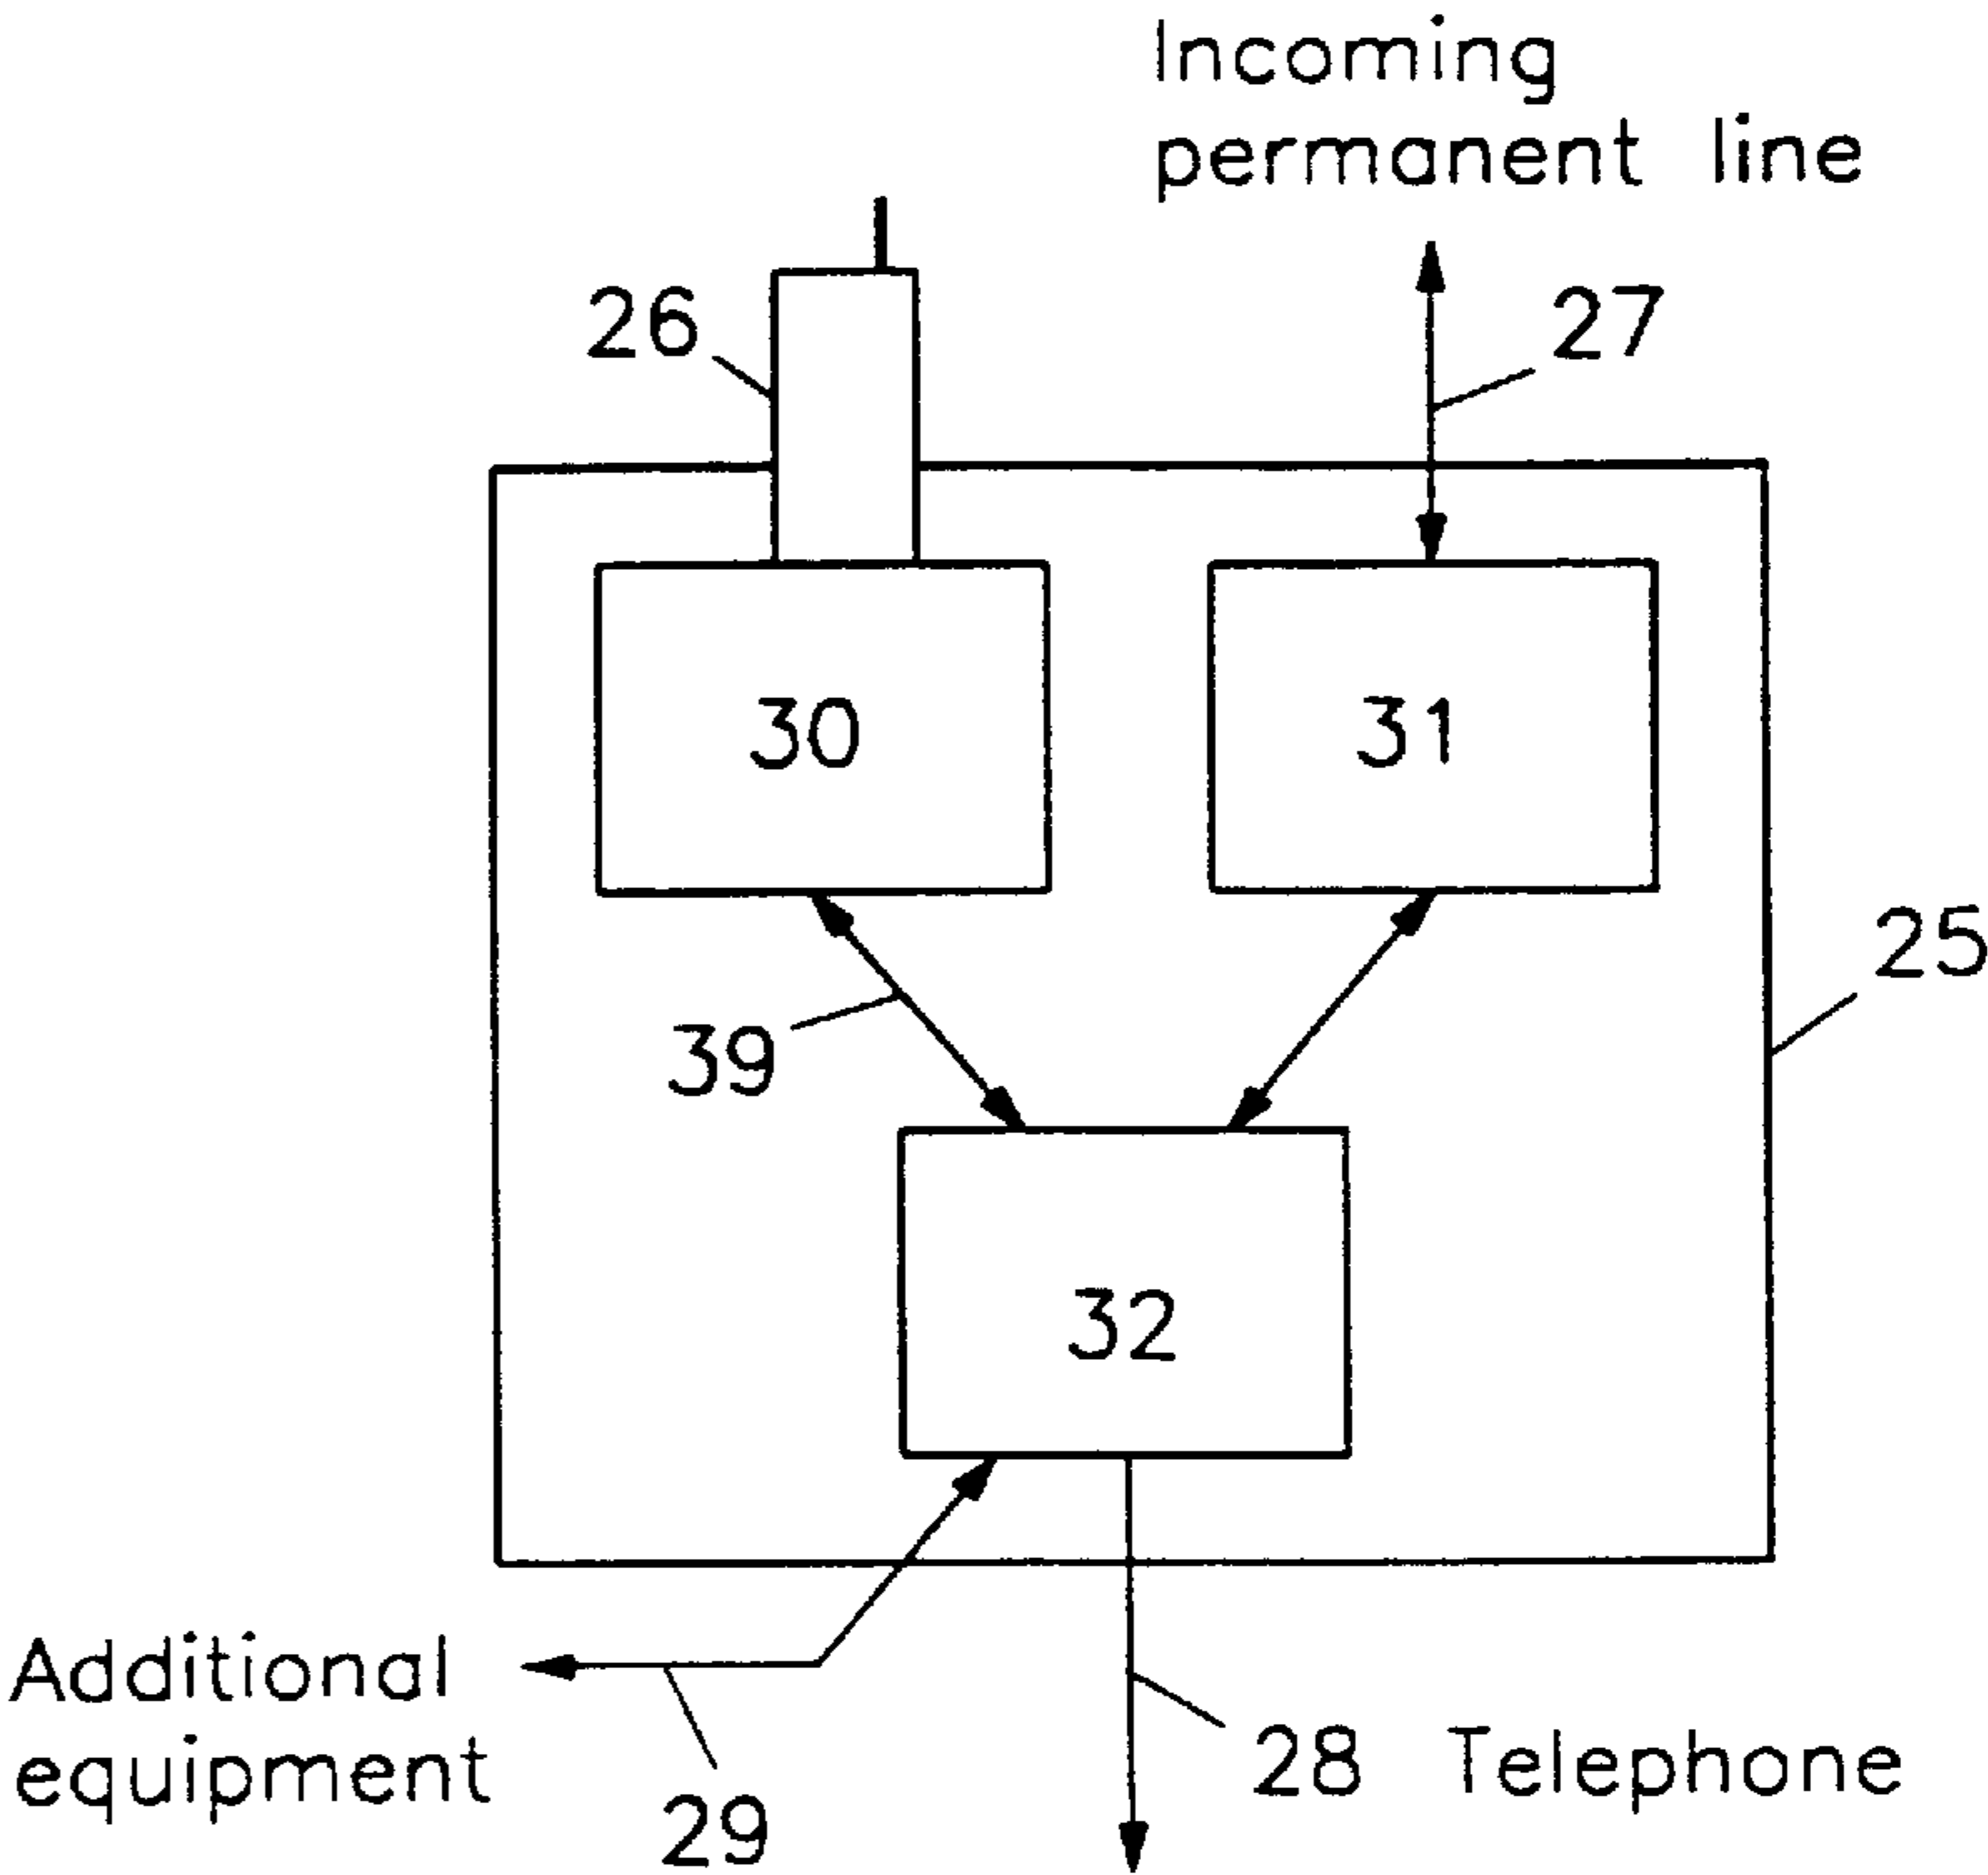 Incoming
permanent line
26
27
30
31
25
39
32
Additional
equipment
28 Telephone
29